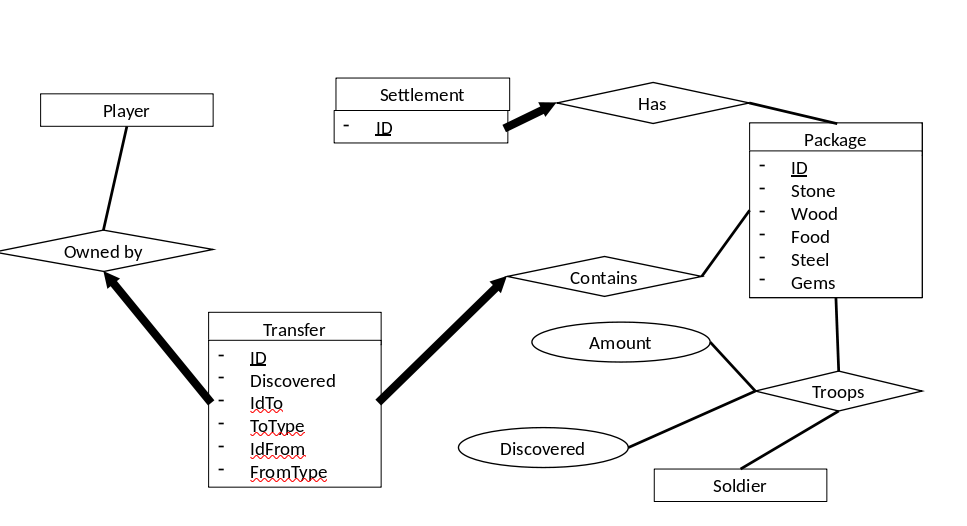 Settlement
- ID
Has
Player
Package
- ID
- Stone
- Wood
- Food
- Steel
- Gems
Owned by
Contains
Transfer
- ID
- Discovered
- IdTo
- ToType
- IdFrom
- FromType
Amount
Troops
Discovered
Soldier